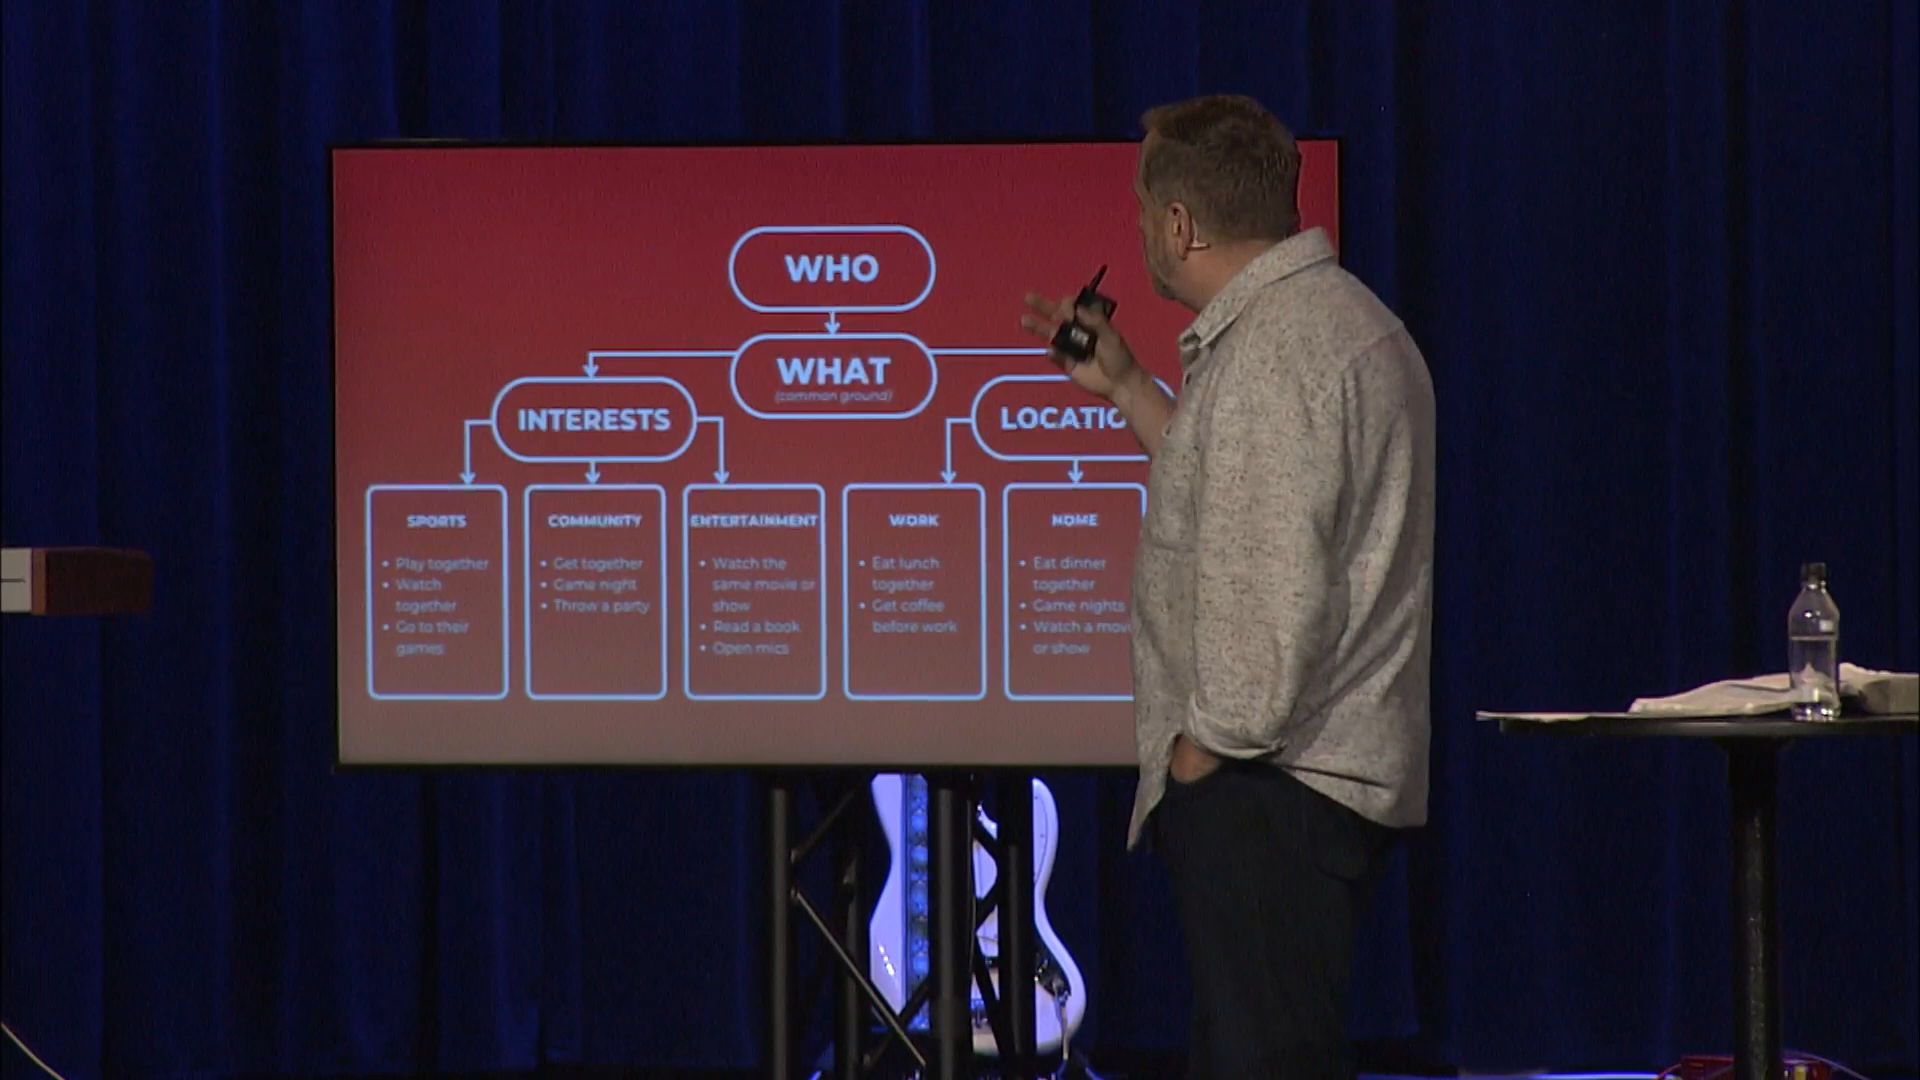 WHO
WHAT
(common ground)
INTERESTS
LOCATIO
SPORTS
• Play together
• Watch
together
• Go to their
games
COMMUNITY
• Get together
• Game night
• Throw a party
ENTERTAINMENT
• Watch the
same movie or
show
• Read a book
• Open mics
WORK
• Eat lunch
together
• Get coffee
before work
HOME
• Eat dinner
together
• Game nights
• Watch a mov
or show